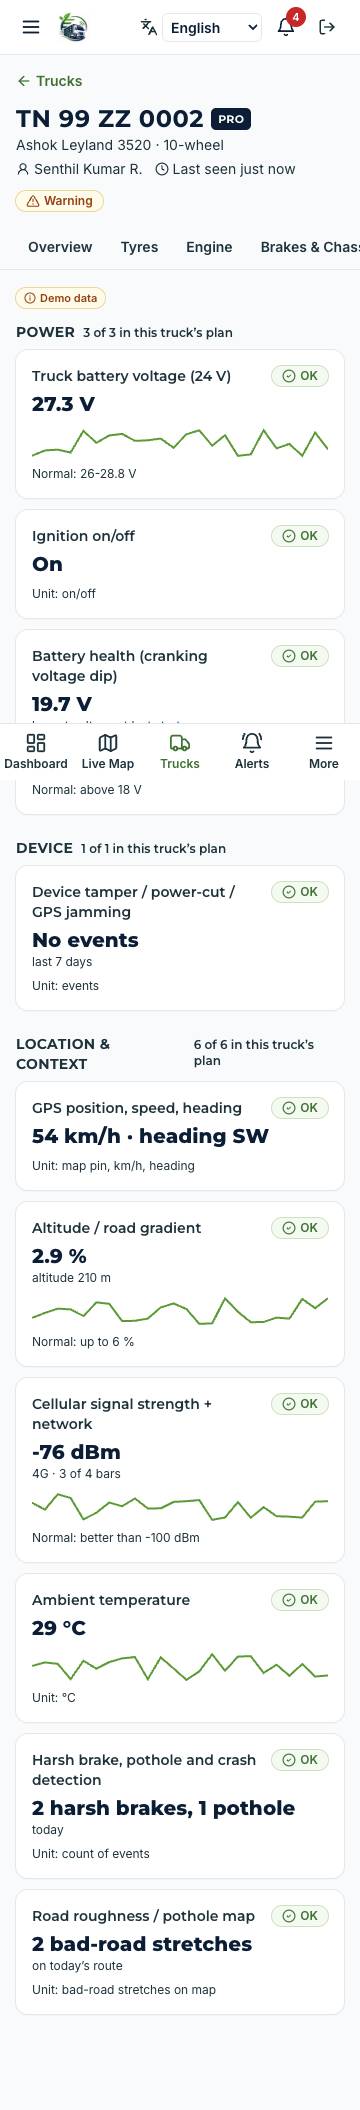 English
4
Trucks
TN 99 ZZ 0002 PRO
Ashok Leyland 3520 · 10-wheel
Senthil Kumar R. Last seen just now
Warning
Overview Tyres Engine Brakes & Chass
Demo data
POWER 3 of 3 in this truck's plan
Truck battery voltage (24 V) OK
27.3 V
Normal: 26-28.8 V
Ignition on/off OK
On
Unit: on/off
Battery health (cranking OK
voltage dip)
19.7 V
Dashboard Live Map Trucks Alerts More
Normal: above 18 V
DEVICE 1 of 1 in this truck's plan
Device tamper / power-cut / OK
GPS jamming
No events
last 7 days
Unit: events
LOCATION & 6 of 6 in this truck's
CONTEXT plan
GPS position, speed, heading OK
54 km/h · heading SW
Unit: map pin, km/h, heading
Altitude / road gradient OK
2.9 %
altitude 210 m
Normal: up to 6 %
Cellular signal strength + OK
network
-76 dBm
4G · 3 of 4 bars
Normal: better than -100 dBm
Ambient temperature OK
29 °C
Unit: °C
Harsh brake, pothole and crash OK
detection
2 harsh brakes, 1 pothole
today
Unit: count of events
Road roughness / pothole map OK
2 bad-road stretches
on today's route
Unit: bad-road stretches on map